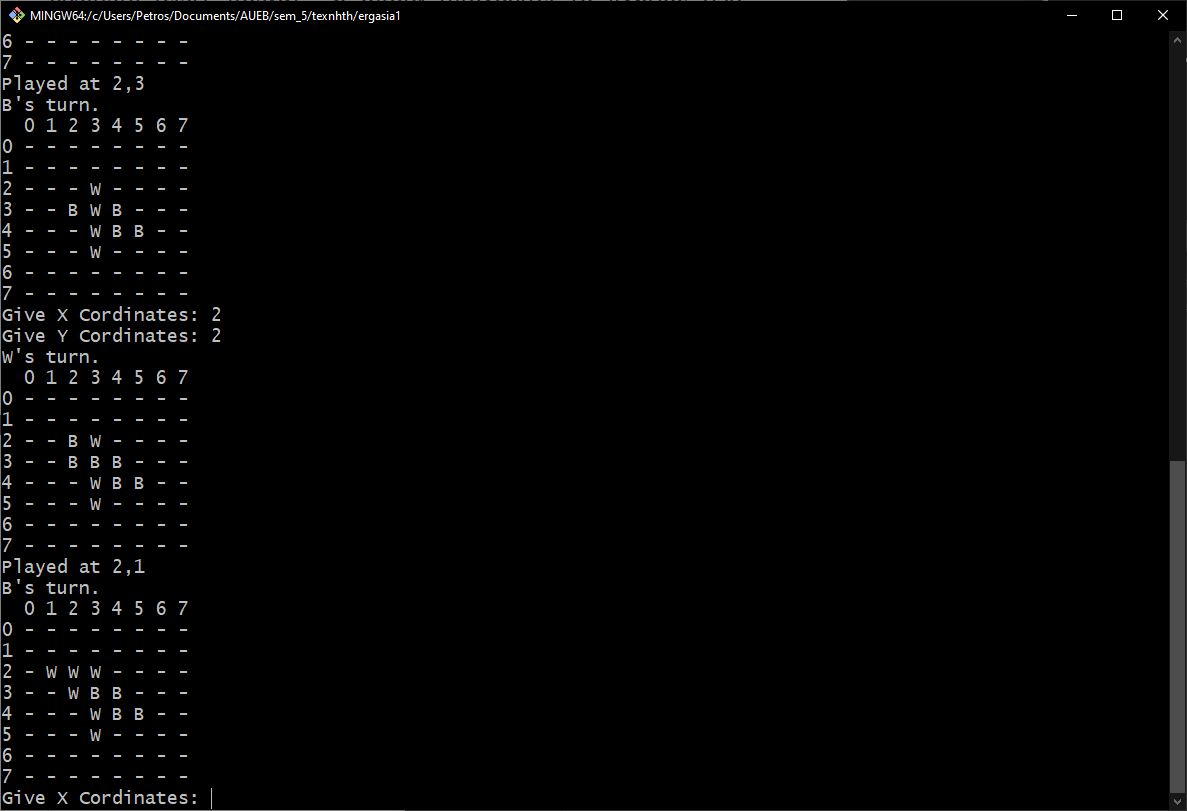 MINGW64:/c/Users/Petros/Documents/AUEB/sem_5/texnhth/ergasia1
6 - - - - - - - -
7 - - - - - - - -
Played at 2,3
B's turn.
  0 1 2 3 4 5 6 7
0 - - - - - - - -
1 - - - - - - - -
2 - - - W - - - -
3 - - B W B - - -
4 - - - W B B - -
5 - - - W - - - -
6 - - - - - - - -
7 - - - - - - - -
Give X Cordinates: 2
Give Y Cordinates: 2
W's turn.
  0 1 2 3 4 5 6 7
0 - - - - - - - -
1 - - - - - - - -
2 - - B W - - - -
3 - - B B B - - -
4 - - - W B B - -
5 - - - W - - - -
6 - - - - - - - -
7 - - - - - - - -
Played at 2,1
B's turn.
  0 1 2 3 4 5 6 7
0 - - - - - - - -
1 - - - - - - - -
2 - W W W - - - -
3 - - W B B - - -
4 - - - W B B - -
5 - - - W - - - -
6 - - - - - - - -
7 - - - - - - - -
Give X Cordinates: